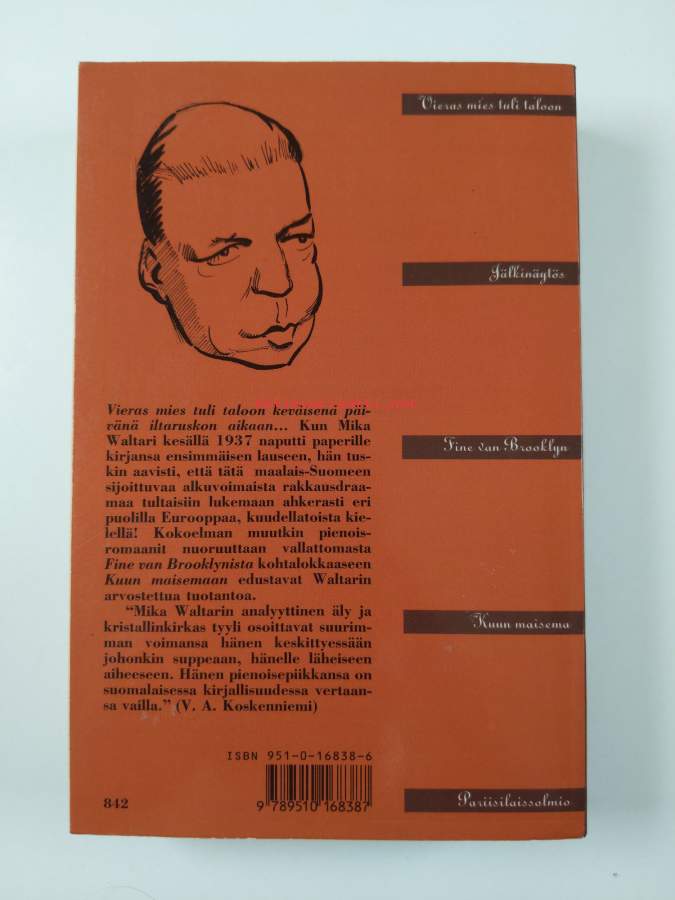 Vieras mies tuli taloon
Jälkinäytös
Fine van Brooklyn
Kuun maisema
Pariisilaissolmio
Vieras mies tuli taloon keväisenä päi-
vänä iltaruskon aikaan... Kun Mika
Waltari kesällä 1937 naputti paperille
kirjansa ensimmäisen lauseen, hän tus-
kin aavisti, että tätä maalais-Suomeen
sijoittuvaa alkuvoimaista rakkausdraa-
maa tultaisiin lukemaan ahkerasti eri
puolilla Eurooppaa, kuudellatoista kie-
lellä! Kokoelman muutkin pienois-
romaanit nuoruuttaan vallattomasta
Fine van Brooklynista kohtalokkaaseen
Kuun maisemaan edustavat Waltarin
arvostettua tuotantoa.
“Mika Waltarin analyyttinen äly ja
kristallinkirkas tyyli osoittavat suurim-
man voimansa hänen keskittyessään
johonkin suppeaan, hänelle läheiseen
aiheeseen. Hänen pienoisepiikkansa on
suomalaisessa kirjallisuudessa vertaan-
sa vailla.” (V. A. Koskenniemi)
ISBN 951-0-16838-6
9 789510 168387
842